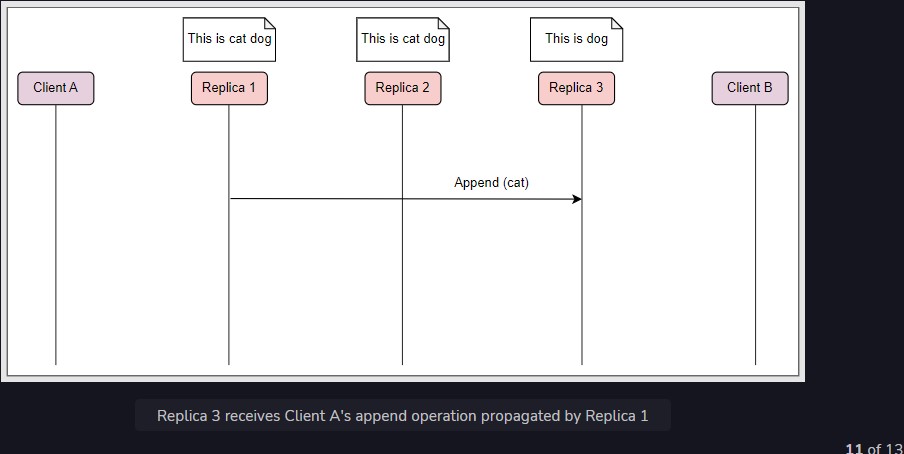 This is cat dog
This is cat dog
This is dog
Client A
Replica 1
Replica 2
Replica 3
Client B
Append (cat)
Replica 3 receives Client A's append operation propagated by Replica 1
11 of 13